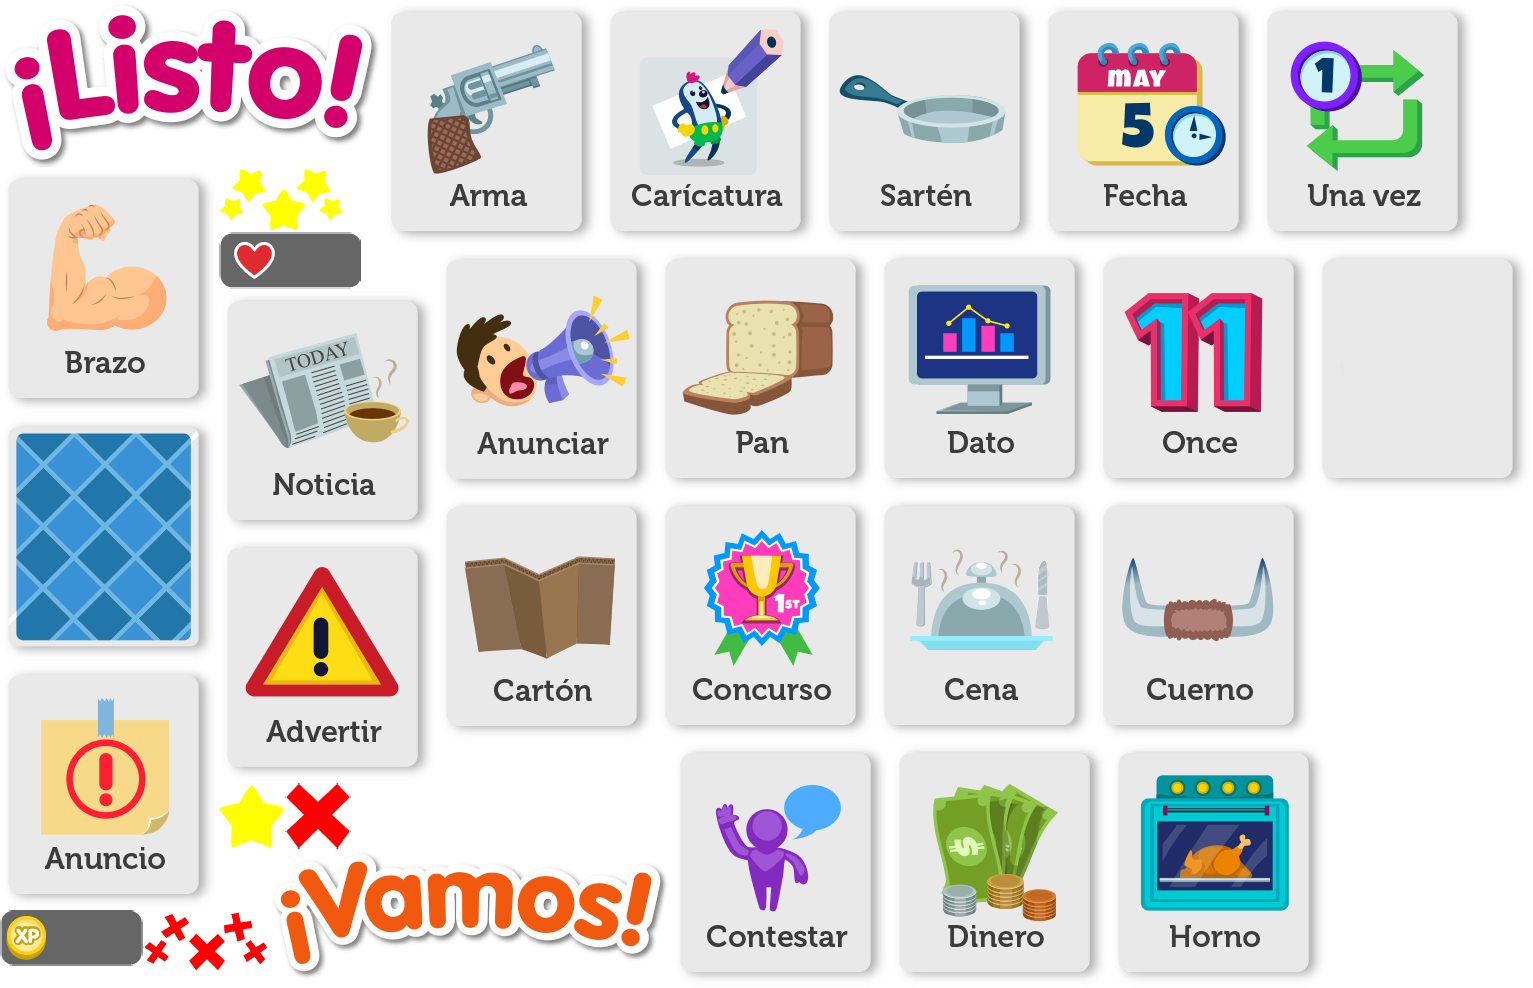 ¡Listo!
Arma
Carícatura
Sartén
MAY
5
Fecha
1
Una vez
Brazo
TODAY
Noticia
Anunciar
Pan
Dato
11
Once
Advertir
Cartón
1ST
Concurso
Cena
Cuerno
Anuncio
XP
¡Vamos!
Contestar
$
Dinero
Horno